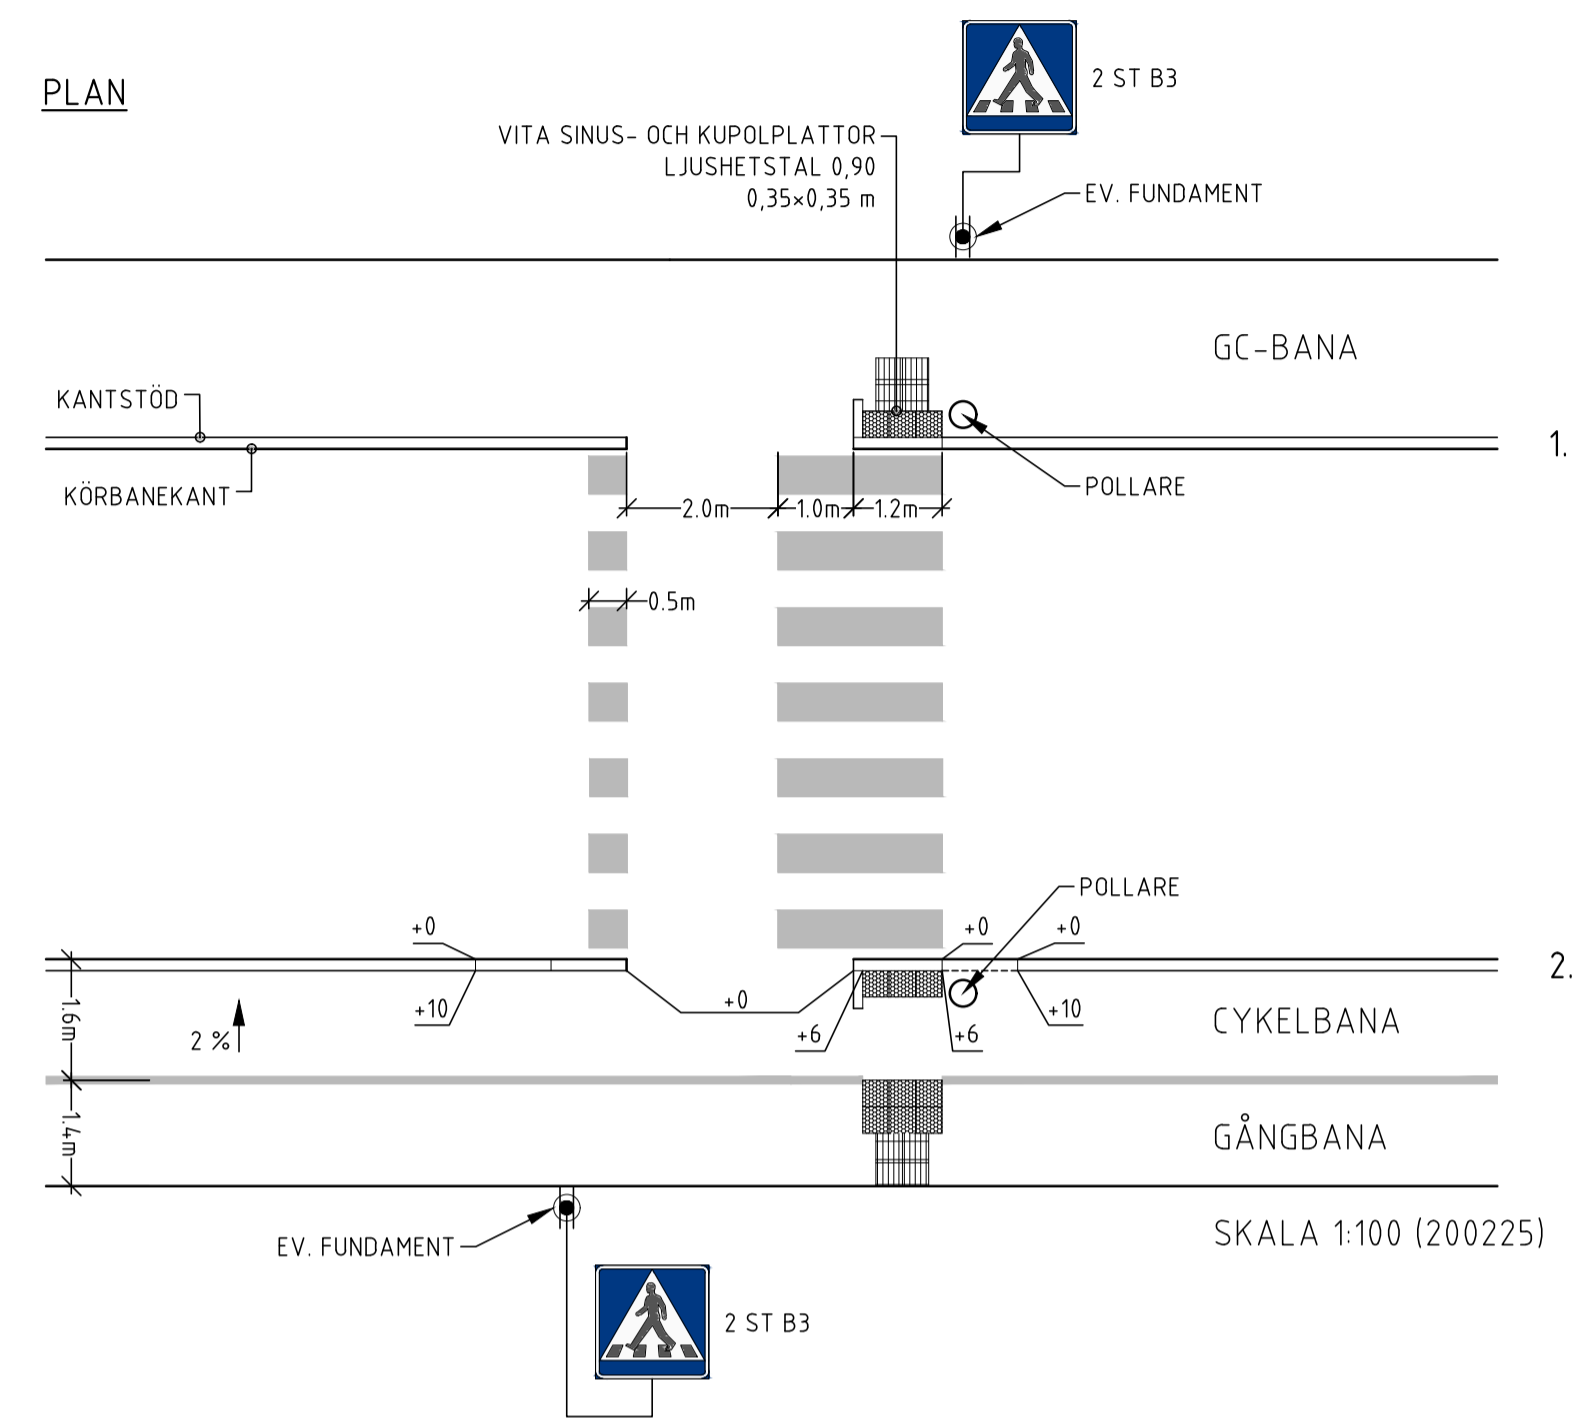 PLAN
2 ST B3
VITA SINUS- OCH KUPOLPLATTOR
LJUSHETSTAL 0,90
0,35×0,35 m
EV. FUNDAMENT
GC-BANA
KANTSTÖD
KÖRBANEKANT
1.
POLLARE
2.0m
1.0m
1.2m
0.5m
POLLARE
+0
+0
+0
2.
1.6m
+10
+0
+10
2 %
+6
+6
CYKELBANA
1.4m
GÅNGBANA
EV. FUNDAMENT
SKALA 1:100 (200225)
2 ST B3